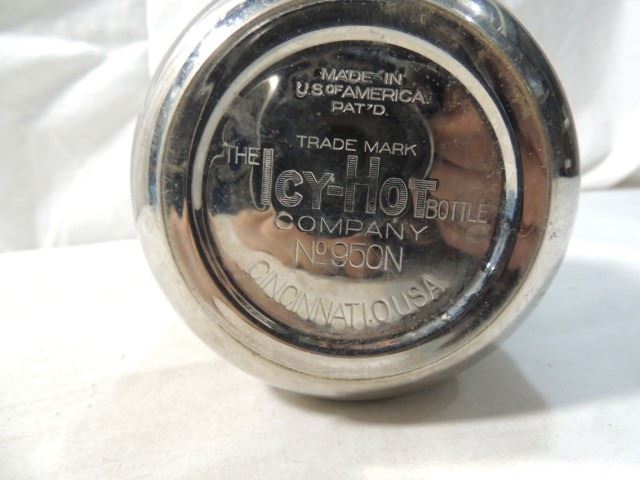 MADE IN
U.S. OF AMERICA.
PAT'D.
TRADE MARK
THE ICY-HOT BOTTLE
COMPANY
No 950N
CINCINNATI.O.USA.